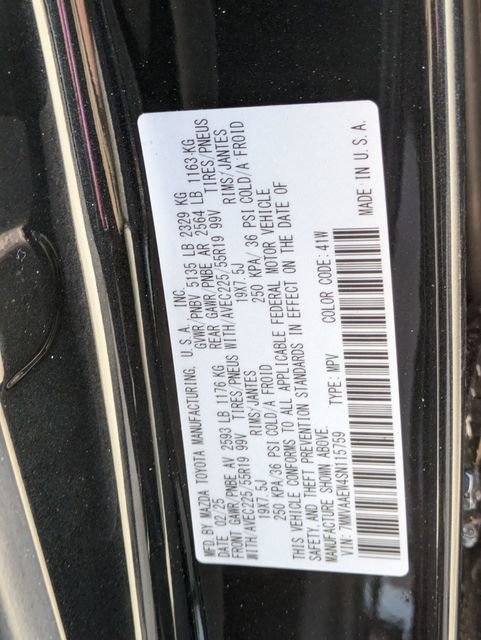 MFD BY MAZDA TOYOTA MANUFACTURING, U.S.A., INC.
DATE 02/25 GVWR/PNBV 5135 LB 2329 KG
FRONT GAWR/PNBE AV 2593 LB 1176 KG REAR GAWR/PNBE AR 2564 LB 1163 KG
WITH/AVEC225/55R19 99V TIRES/PNEUS WITH/AVEC225/55R19 99V TIRES/PNEUS
19X7.5J RIMS/JANTES 19X7.5J RIMS/JANTES
250 KPA/36 PSI COLD/A FROID 250 KPA/36 PSI COLD/A FROID
THIS VEHICLE CONFORMS TO ALL APPLICABLE FEDERAL MOTOR VEHICLE
SAFETY,AND THEFT PREVENTION STANDARDS IN EFFECT ON THE DATE OF
MANUFACTURE SHOWN ABOVE.
VIN: 7MMVAAEW4SN115759 TYPE: MPV COLOR CODE: 41W
MADE IN U.S.A.